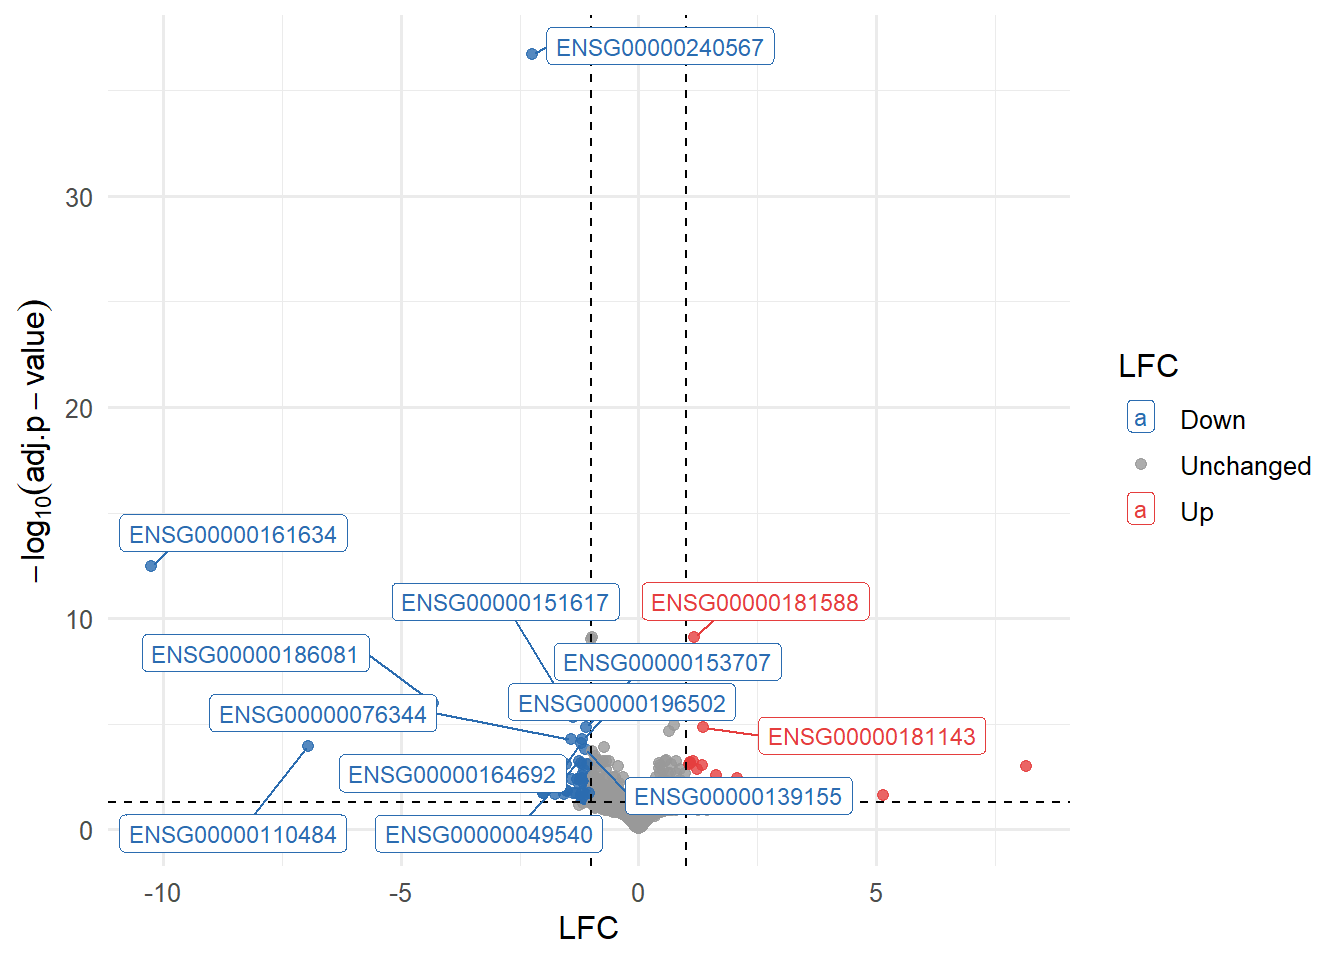 ENSG00000240567
30
20
10
0
−log10(adj.p−value)
ENSG00000161634
ENSG00000151617
ENSG00000181588
ENSG00000186081
ENSG00000153707
ENSG00000196502
ENSG00000076344
ENSG00000181143
ENSG00000164692
ENSG00000139155
ENSG00000110484
ENSG00000049540
-10
-5
0
5
LFC
LFC
a Down
Unchanged
a Up